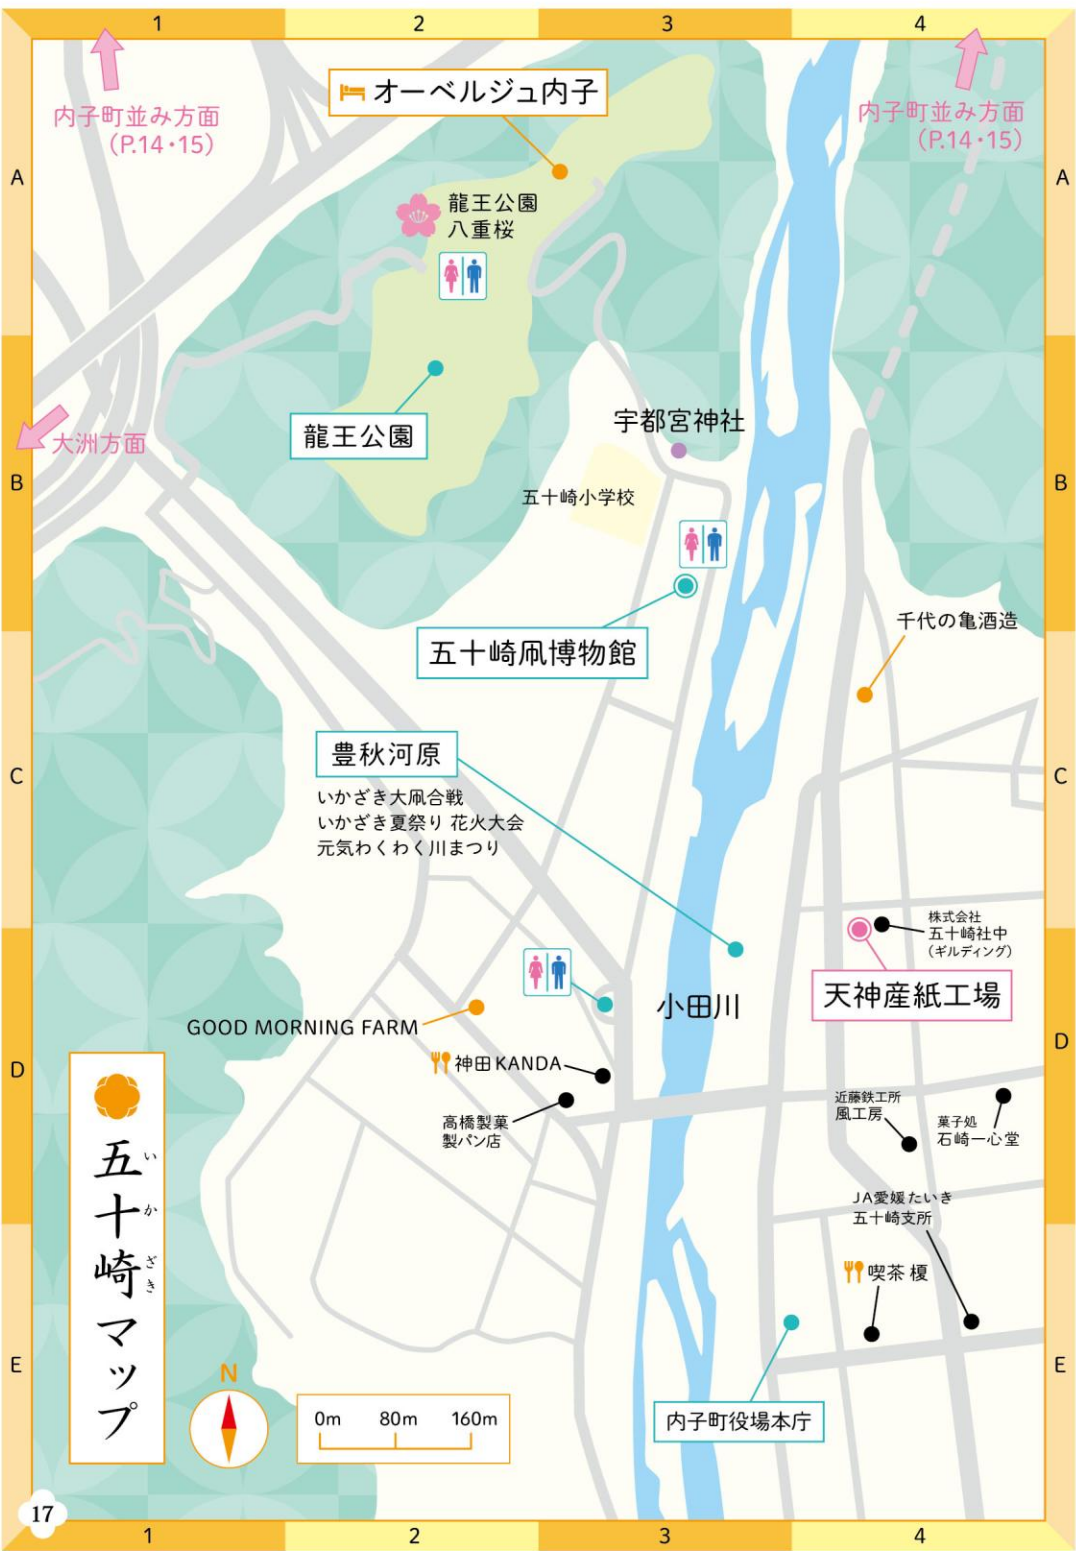 1
2
3
4
内子町並み方面
(P.14・15)
オーベルジュ内子
内子町並み方面
(P.14・15)
A
A
龍王公園
八重桜
龍王公園
宇都宮神社
大洲方面
B
B
五十崎小学校
千代の亀酒造
五十崎凧博物館
豊秋河原
C
C
いかざき大凧合戦
いかざき夏祭り 花火大会
元気わくわく川まつり
株式会社
五十崎社中
(ギルディング)
天神産紙工場
小田川
GOOD MORNING FARM
神田KANDA
D
D
高橋製菓
製パン店
近藤鉄工所
風工房
菓子処
石崎一心堂
JA愛媛たいき
五十崎支所
喫茶 榎
五十崎マップ
いかざき
E
E
N
0m 80m 160m
内子町役場本庁
17
1
2
3
4